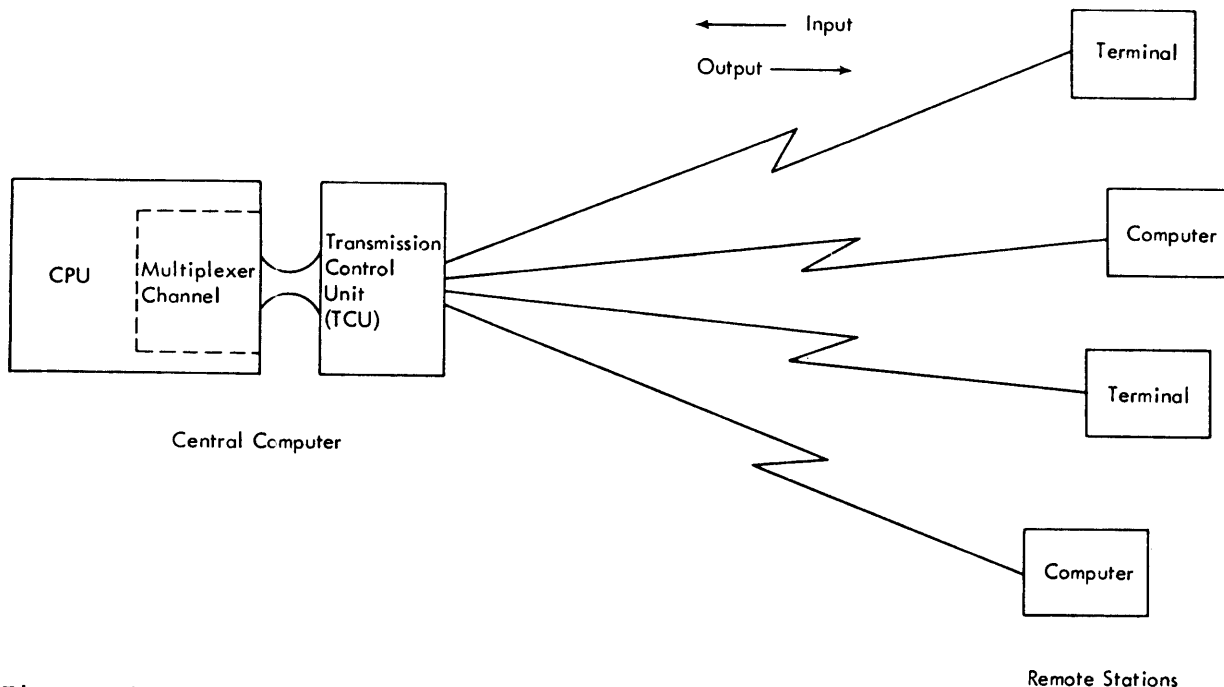 Input
Output
Terminal
Computer
CPU
Multiplexer
Channel
Transmission
Control
Unit
(TCU)
Terminal
Central Computer
Computer
Remote Stations